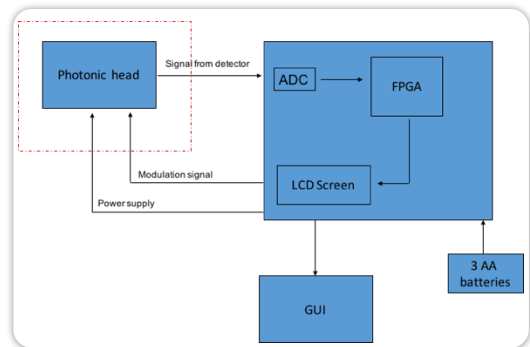 Photonic head
Signal from detector
ADC
FPGA
LCD Screen
Modulation signal
Power supply
3 AA
batteries
GUI